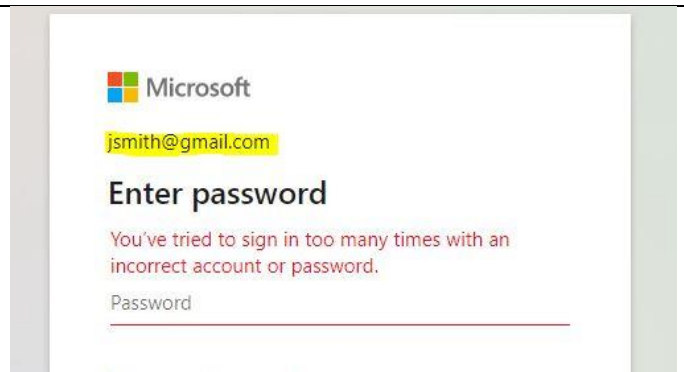 Microsoft
jsmith@gmail.com
Enter password
You've tried to sign in too many times with an
incorrect account or password.
Password